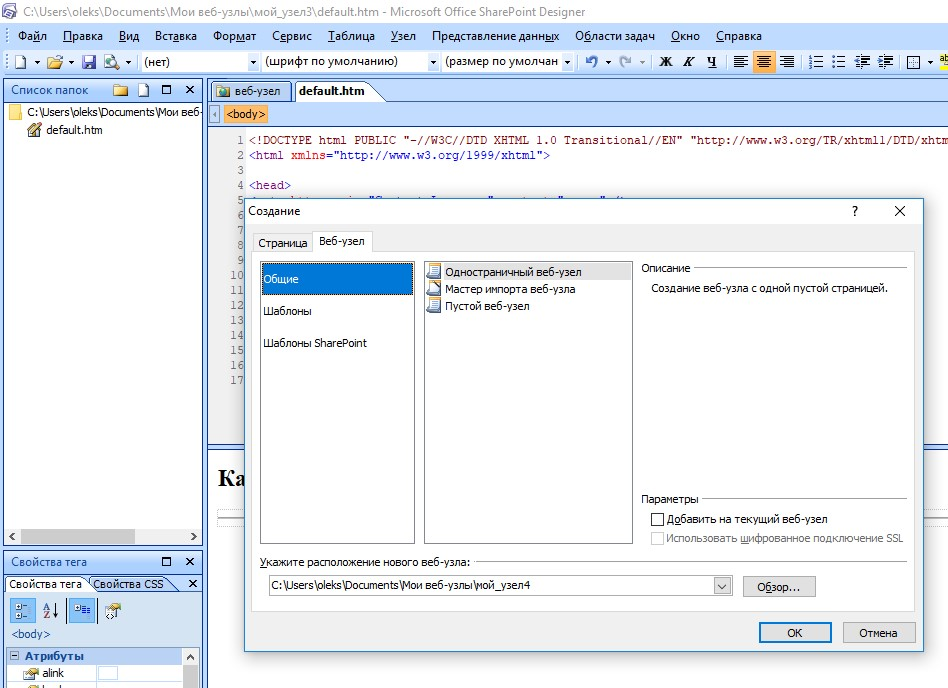 C:\Users\oleks\Documents\Мои веб-узлы\мой_узел3\default.htm - Microsoft Office SharePoint Designer
Файл Правка Вид Вставка Формат Сервис Таблица Узел Представление данных Области задач Окно Справка
(нет) (шрифт по умолчанию) (размер по умолчан Ж К Ч
Список папок
C:\Users\oleks\Documents\Мои веб-
default.htm
веб-узел default.htm
<body>
1 <!DOCTYPE html PUBLIC "-//W3C//DTD XHTML 1.0 Transitional//EN" "http://www.w3.org/TR/xhtml1/DTD/xhtm
2 <html xmlns="http://www.w3.org/1999/xhtml">
3
4 <head>
5
6
7
8
9
10
11
12
13
14
15
16
17
Ка
Создание
?
Страница Веб-узел
Общие
Шаблоны
Шаблоны SharePoint
Одностраничный веб-узел
Мастер импорта веб-узла
Пустой веб-узел
Описание
Создание веб-узла с одной пустой страницей.
Параметры
Добавить на текущий веб-узел
Использовать шифрованное подключение SSL
Укажите расположение нового веб-узла:
C:\Users\oleks\Documents\Мои веб-узлы\мой_узел4
Обзор...
OK Отмена
Свойства тега
Свойства тега Свойства CSS
<body>
Атрибуты
alink